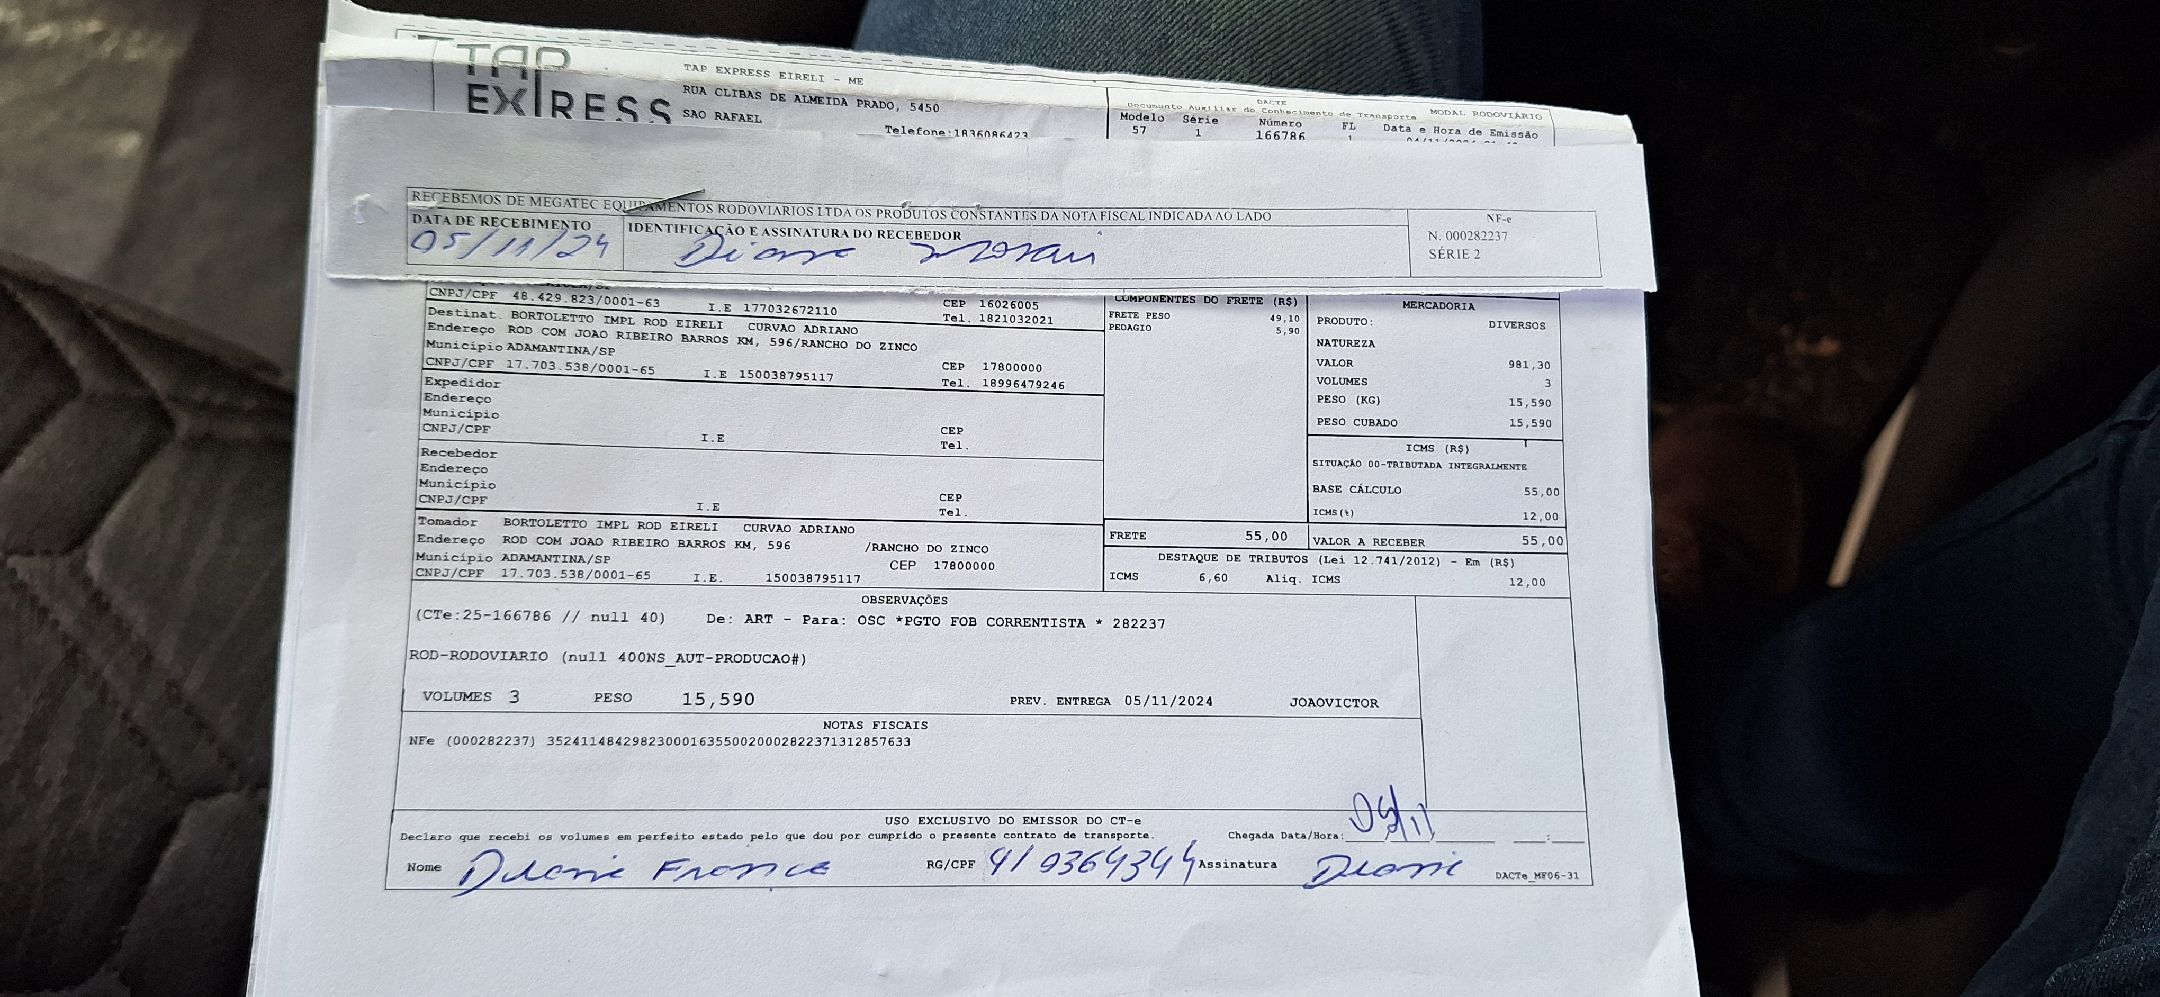 TAP EXPRESS
TAP EXPRESS EIRELI - ME
RUA CLIBAS DE ALMEIDA PRADO, 5450
SAO RAFAEL
Telefone:1836086423
DACTE
Documento Auxiliar do Conhecimento de Transporte MODAL RODOVIÁRIO
Modelo Série Número FL Data e Hora de Emissão
57 1 166786 1
RECEBEMOS DE MEGATEC EQUIPAMENTOS RODOVIARIOS LTDA OS PRODUTOS CONSTANTES DA NOTA FISCAL INDICADA AO LADO
DATA DE RECEBIMENTO
05/11/24
IDENTIFICAÇÃO E ASSINATURA DO RECEBEDOR
NF-e
N. 000282237
SÉRIE 2
CNPJ/CPF 48.429.823/0001-63 I.E 177032672110 CEP 16026005
Tel. 1821032021
Destinat. BORTOLETTO IMPL ROD EIRELI CURVAO ADRIANO
Endereço ROD COM JOAO RIBEIRO BARROS KM, 596/RANCHO DO ZINCO
Município ADAMANTINA/SP CEP 17800000
CNPJ/CPF 17.703.538/0001-65 I.E 150038795117 Tel. 18996479246
Expedidor
Endereço
Município CEP
CNPJ/CPF I.E Tel.
Recebedor
Endereço
Município CEP
CNPJ/CPF I.E Tel.
Tomador BORTOLETTO IMPL ROD EIRELI CURVAO ADRIANO
Endereço ROD COM JOAO RIBEIRO BARROS KM, 596 /RANCHO DO ZINCO
Município ADAMANTINA/SP CEP 17800000
CNPJ/CPF 17.703.538/0001-65 I.E. 150038795117
COMPONENTES DO FRETE (R$)
FRETE PESO 49,10
PEDAGIO 5,90
FRETE 55,00
MERCADORIA
PRODUTO: DIVERSOS
NATUREZA
VALOR 981,30
VOLUMES 3
PESO (KG) 15,590
PESO CUBADO 15,590
ICMS (R$)
SITUAÇÃO 00-TRIBUTADA INTEGRALMENTE
BASE CÁLCULO 55,00
ICMS(%) 12,00
VALOR A RECEBER 55,00
DESTAQUE DE TRIBUTOS (Lei 12.741/2012) - Em (R$)
ICMS 6,60 Aliq. ICMS 12,00
OBSERVAÇÕES
(CTe:25-166786 // null 40) De: ART - Para: OSC *PGTO FOB CORRENTISTA * 282237
ROD-RODOVIARIO (null 400NS_AUT-PRODUCAO#)
VOLUMES 3 PESO 15,590 PREV. ENTREGA 05/11/2024 JOAOVICTOR
NOTAS FISCAIS
NFe (000282237) 35241148429823000163550020002822371312857633
USO EXCLUSIVO DO EMISSOR DO CT-e
Declaro que recebi os volumes em perfeito estado pelo que dou por cumprido o presente contrato de transporte. Chegada Data/Hora:
Nome RG/CPF Assinatura
DACTe_MF06-31